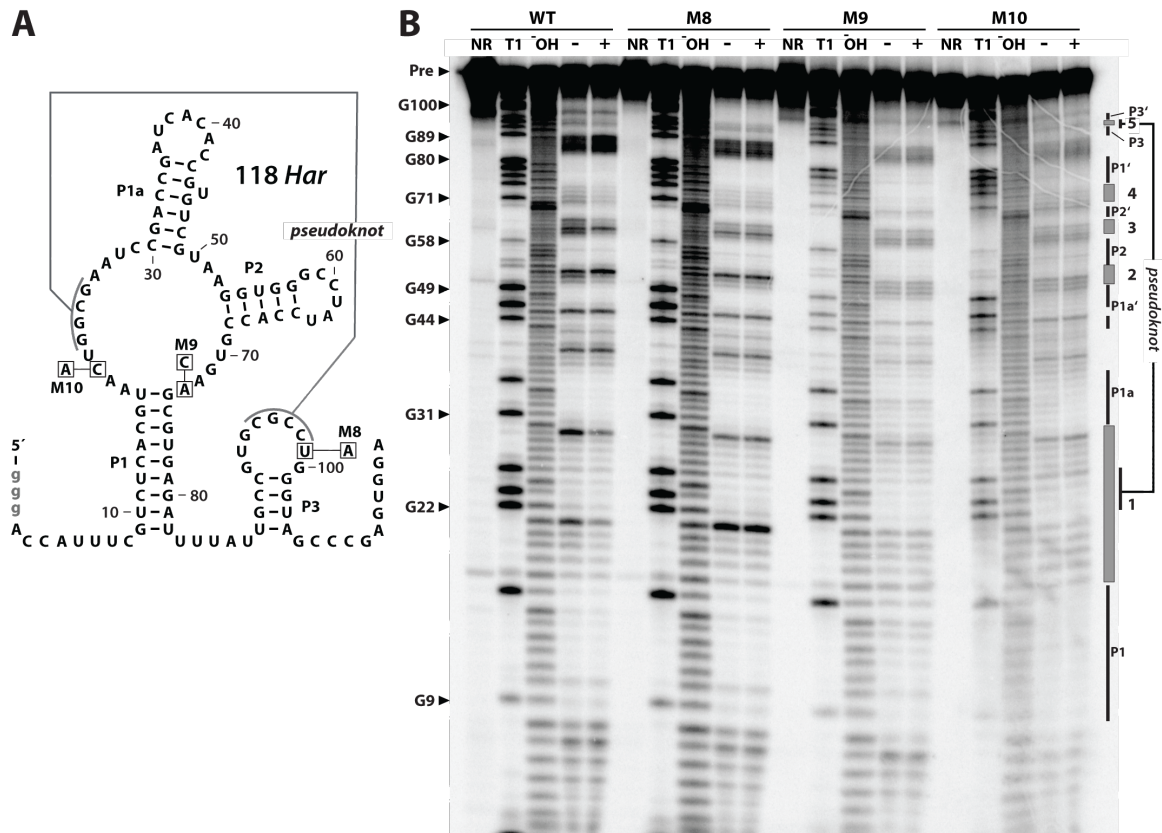 A
118 Har
pseudoknot
P1a
P2
P1
P3
M8
M9
M10
A C
C A
U A
10
30
40
50
60
70
80
100
5´
g
g
g
A C C A U U U C G U U U U A U U A G C C C G A
B
WT M8 M9 M10
NR T1 ⁻OH - + NR T1 ⁻OH - + NR T1 ⁻OH - + NR T1 ⁻OH - +
Pre
G100
G89
G80
G71
G58
G49
G44
G31
G22
G9
P3′
5
P3
P1′
4
P2′
3
P2
2
P1a′
P1a
1
P1
pseudoknot